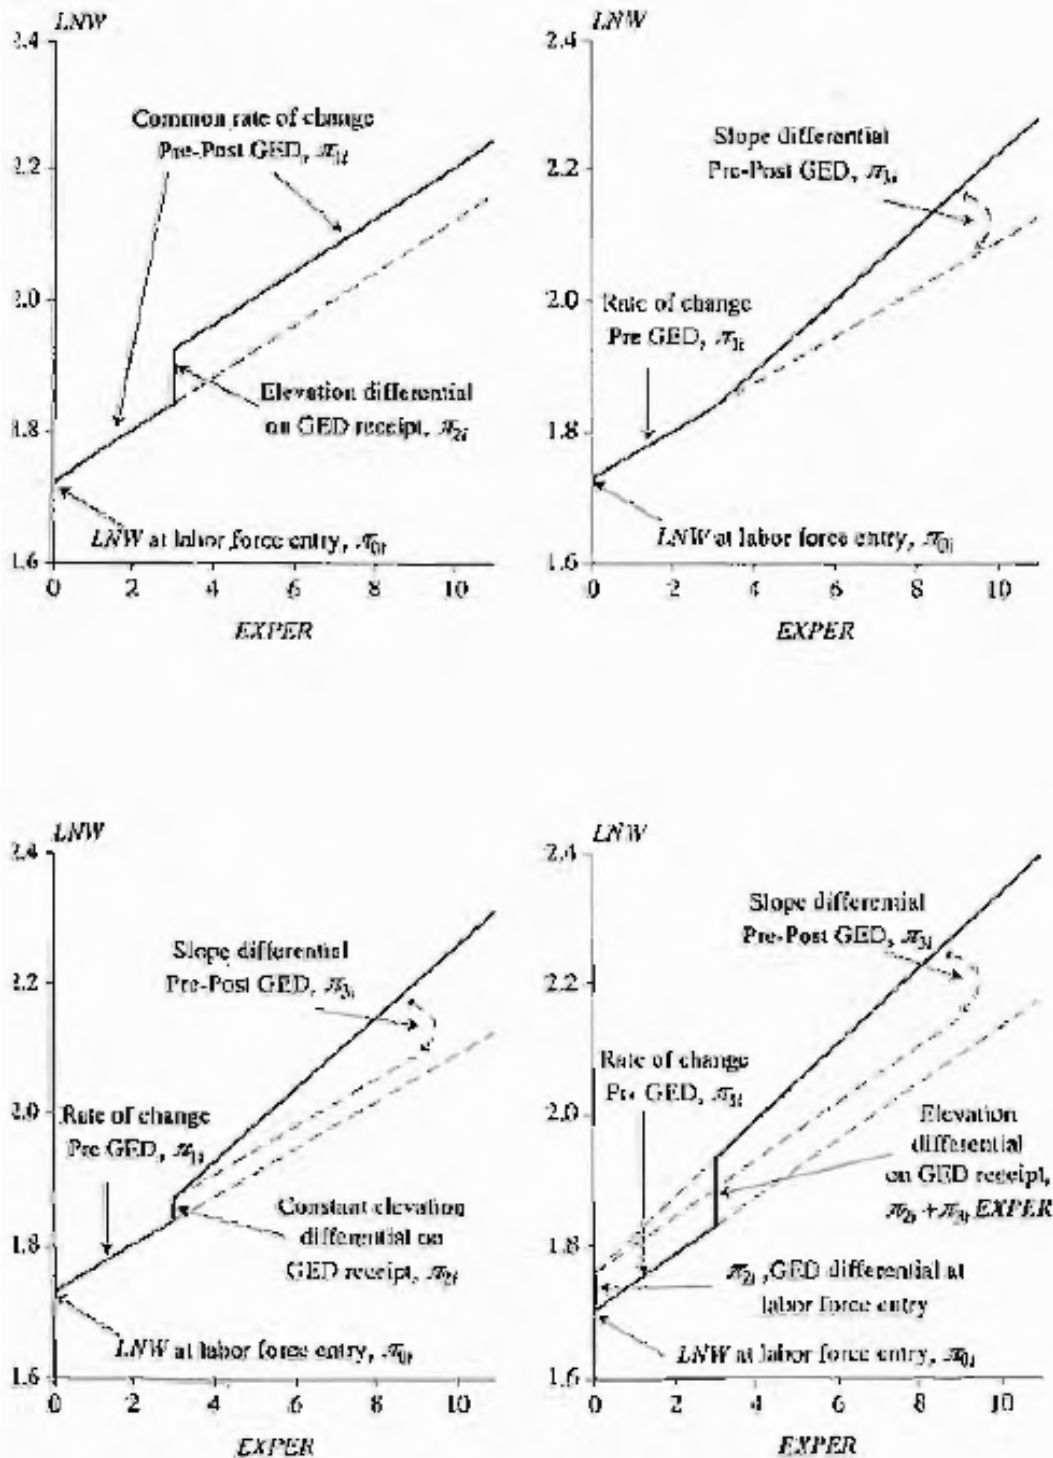 LNW
2.4
Common rate of change
Pre-Post GED, π1i
2.2
2.0
Elevation differential
on GED receipt, π2i
1.8
LNW at labor force entry, π0i
1.6
0 2 4 6 8 10
EXPER
LNW
2.4
Slope differential
Pre-Post GED, π3i
2.2
2.0
Rate of change
Pre GED, π1i
1.8
LNW at labor force entry, π0i
1.6
0 2 4 6 8 10
EXPER
LNW
2.4
Slope differential
Pre-Post GED, π3i
2.2
2.0
Rate of change
Pre GED, π1i
Constant elevation
differential on
GED receipt, π2i
1.8
LNW at labor force entry, π0i
1.6
0 2 4 6 8 10
EXPER
LNW
2.4
Slope differential
Pre-Post GED, π3i
2.2
Rate of change
Pre GED, π1i
2.0
Elevation
differential
on GED receipt,
π2i + π3i EXPER
1.8
π2i, GED differential at
labor force entry
LNW at labor force entry, π0i
1.6
0 2 4 6 8 10
EXPER